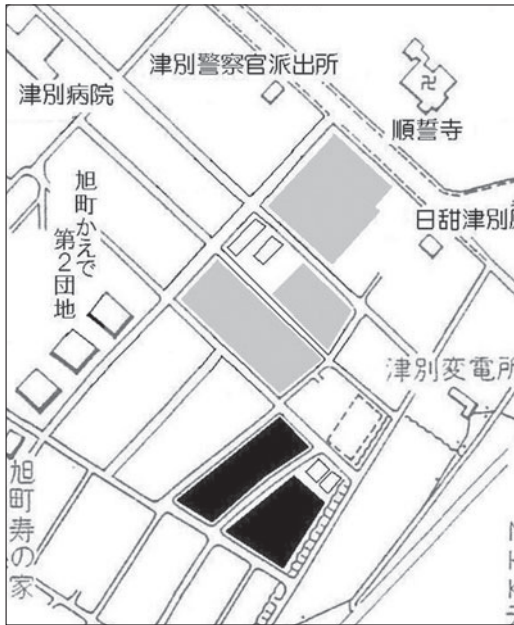 津別警察官派出所
津別病院
順誓寺
旭町かえで
第2団地
日甜津別原
津別変電所
旭町寿の家